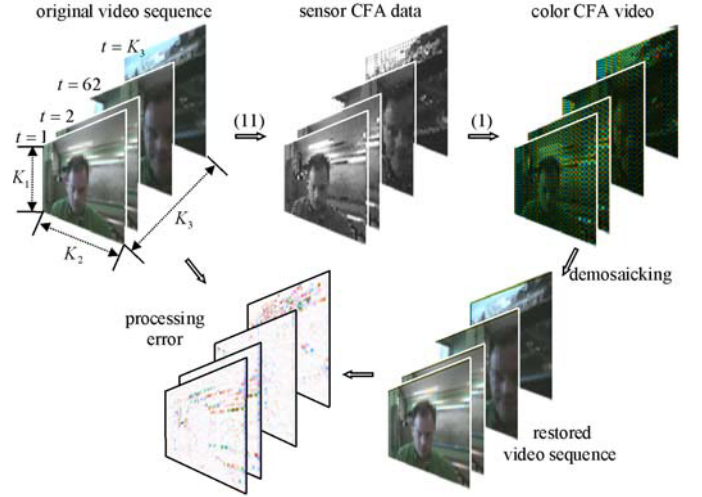 original video sequence
sensor CFA data
color CFA video
t = K3
t = 62
t = 2
t = 1
(11)
(1)
K1
K2
K3
demosaicking
processing
error
restored
video sequence